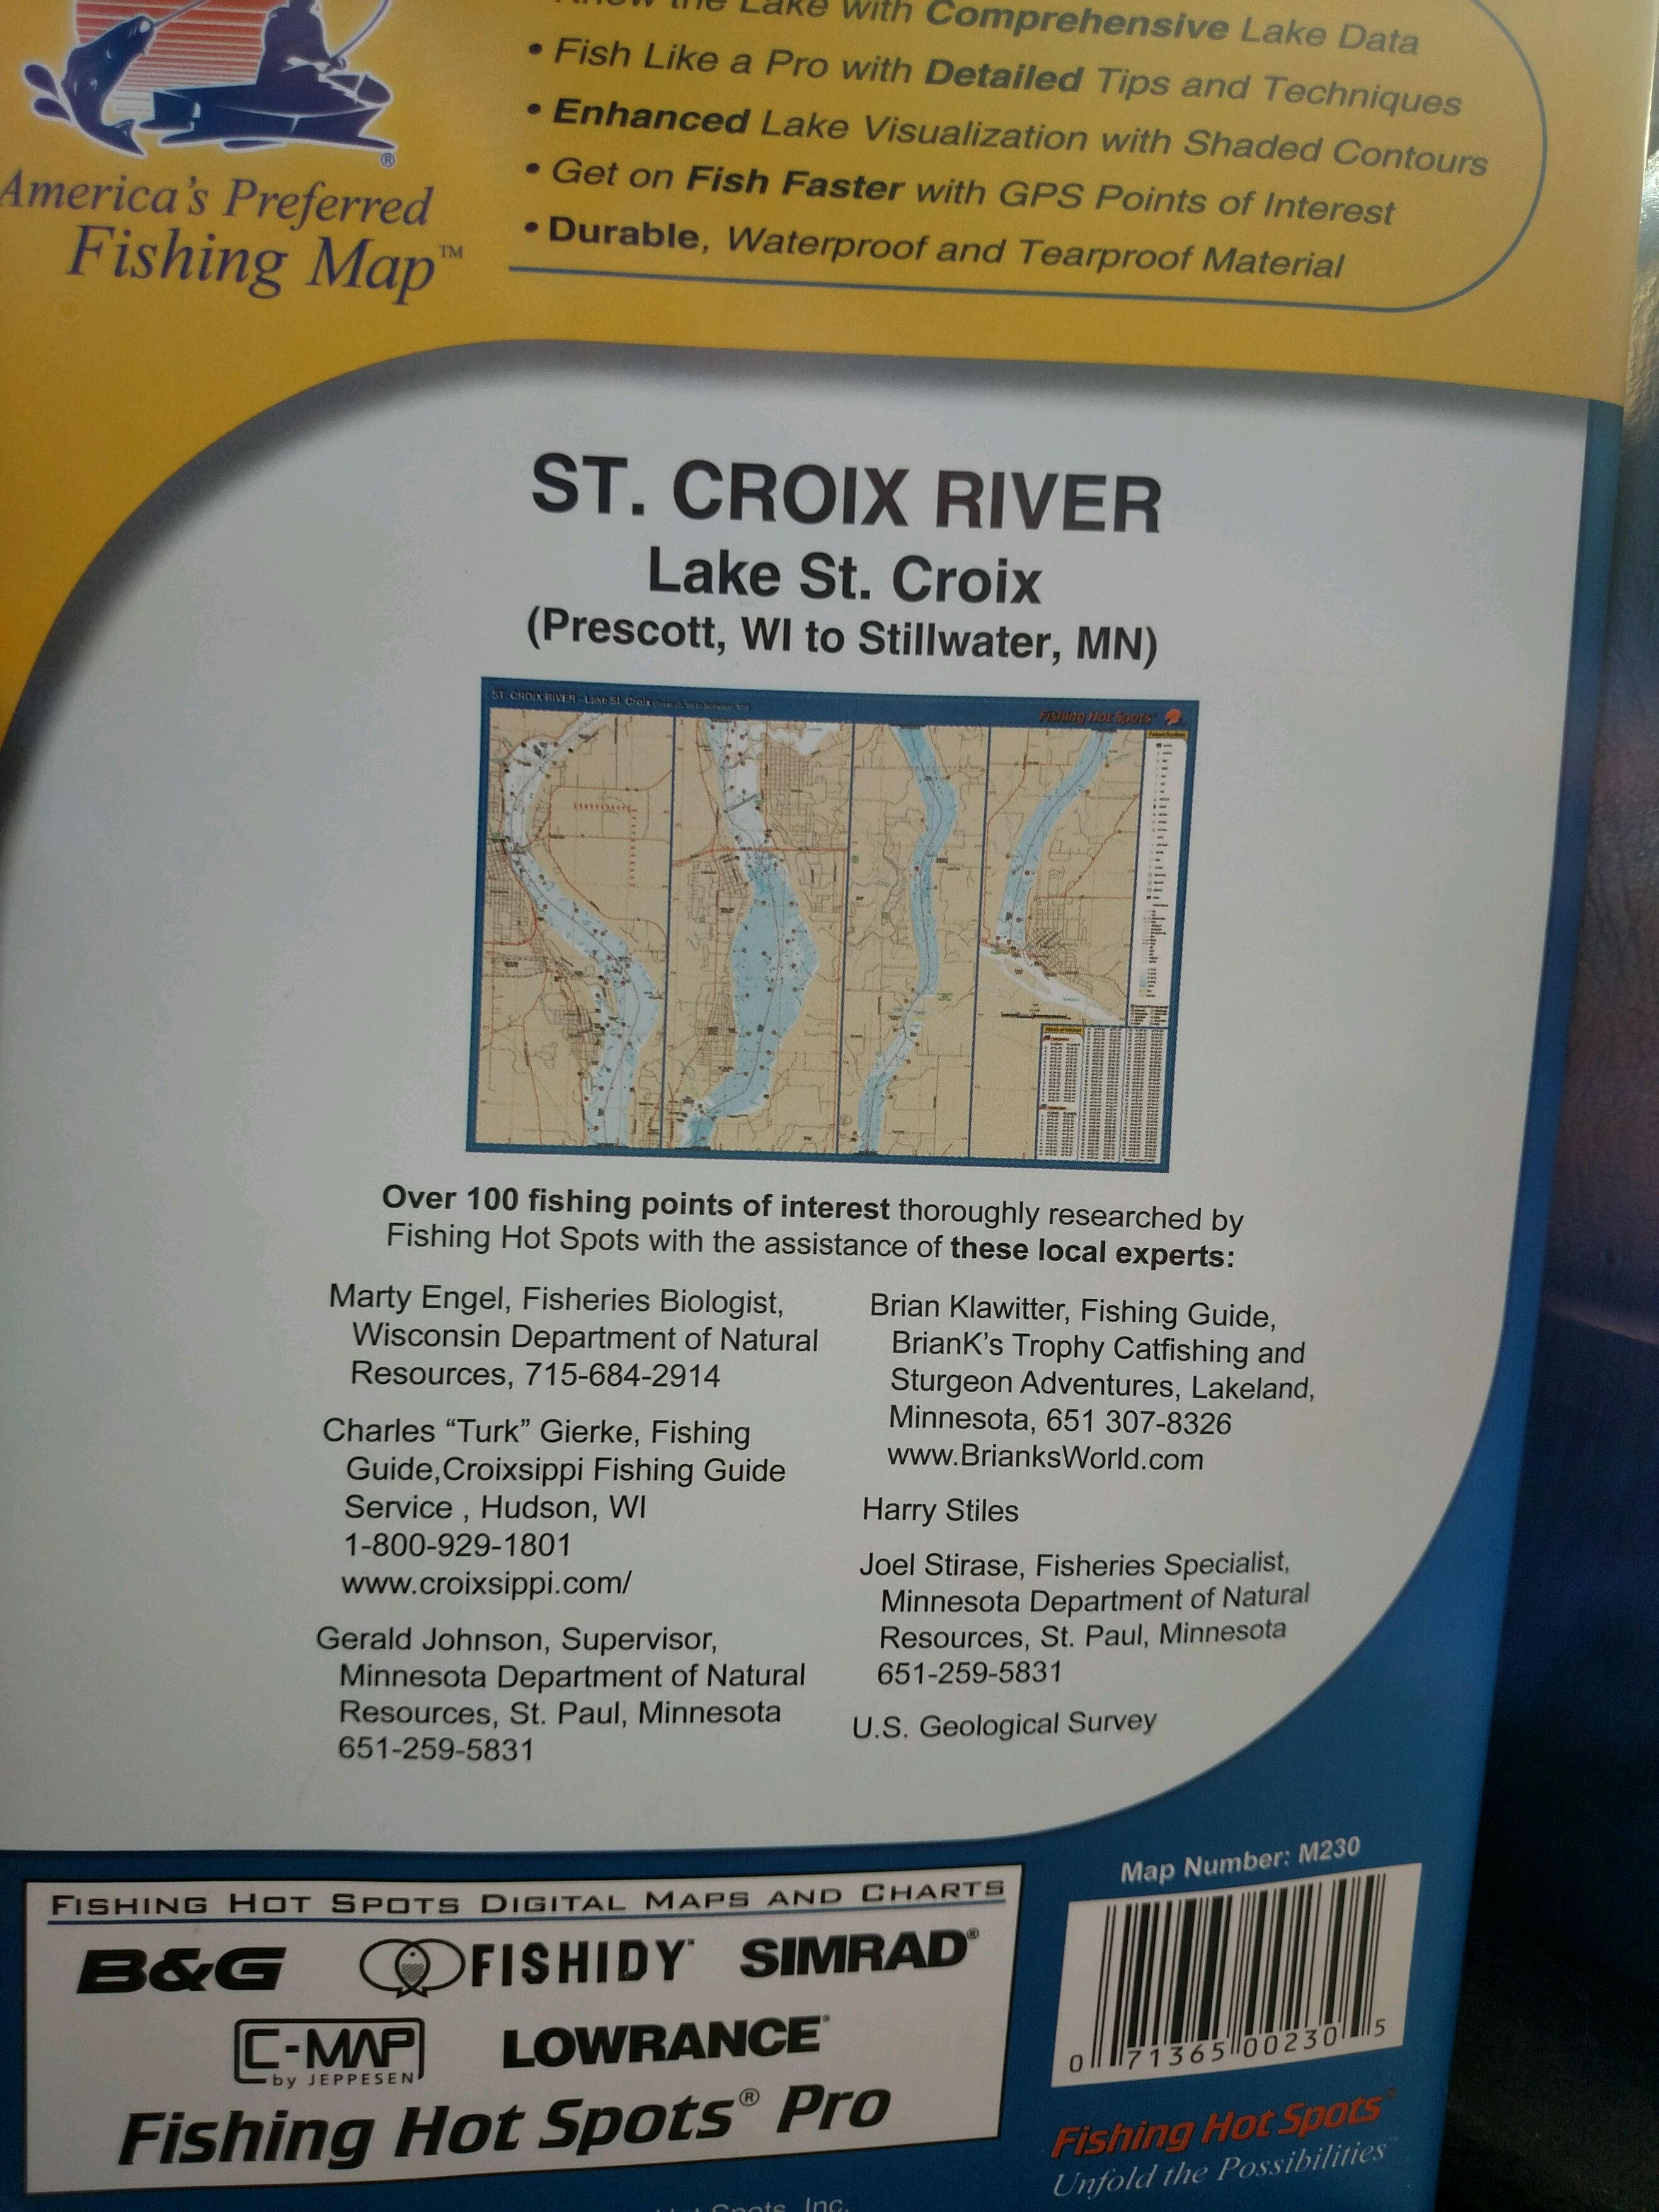 the Lake with Comprehensive Lake Data
• Fish Like a Pro with Detailed Tips and Techniques
• Enhanced Lake Visualization with Shaded Contours
• Get on Fish Faster with GPS Points of Interest
• Durable, Waterproof and Tearproof Material
®
America's Preferred
Fishing Map™
ST. CROIX RIVER
Lake St. Croix
(Prescott, WI to Stillwater, MN)
ST. CROIX RIVER - Lake St. Croix
Fishing Hot Spots
Over 100 fishing points of interest thoroughly researched by
Fishing Hot Spots with the assistance of these local experts:
Marty Engel, Fisheries Biologist,
Wisconsin Department of Natural
Resources, 715-684-2914
Charles “Turk” Gierke, Fishing
Guide,Croixsippi Fishing Guide
Service , Hudson, WI
1-800-929-1801
www.croixsippi.com/
Gerald Johnson, Supervisor,
Minnesota Department of Natural
Resources, St. Paul, Minnesota
651-259-5831
Brian Klawitter, Fishing Guide,
BrianK’s Trophy Catfishing and
Sturgeon Adventures, Lakeland,
Minnesota, 651 307-8326
www.BrianksWorld.com
Harry Stiles
Joel Stirase, Fisheries Specialist,
Minnesota Department of Natural
Resources, St. Paul, Minnesota
651-259-5831
U.S. Geological Survey
FISHING HOT SPOTS DIGITAL MAPS AND CHARTS
B&G FISHIDY SIMRAD®
C-MAP LOWRANCE®
by JEPPESEN
Fishing Hot Spots® Pro
Map Number: M230
0 71365 00230 5
Fishing Hot Spots®
Unfold the Possibilities™
Spots, Inc.